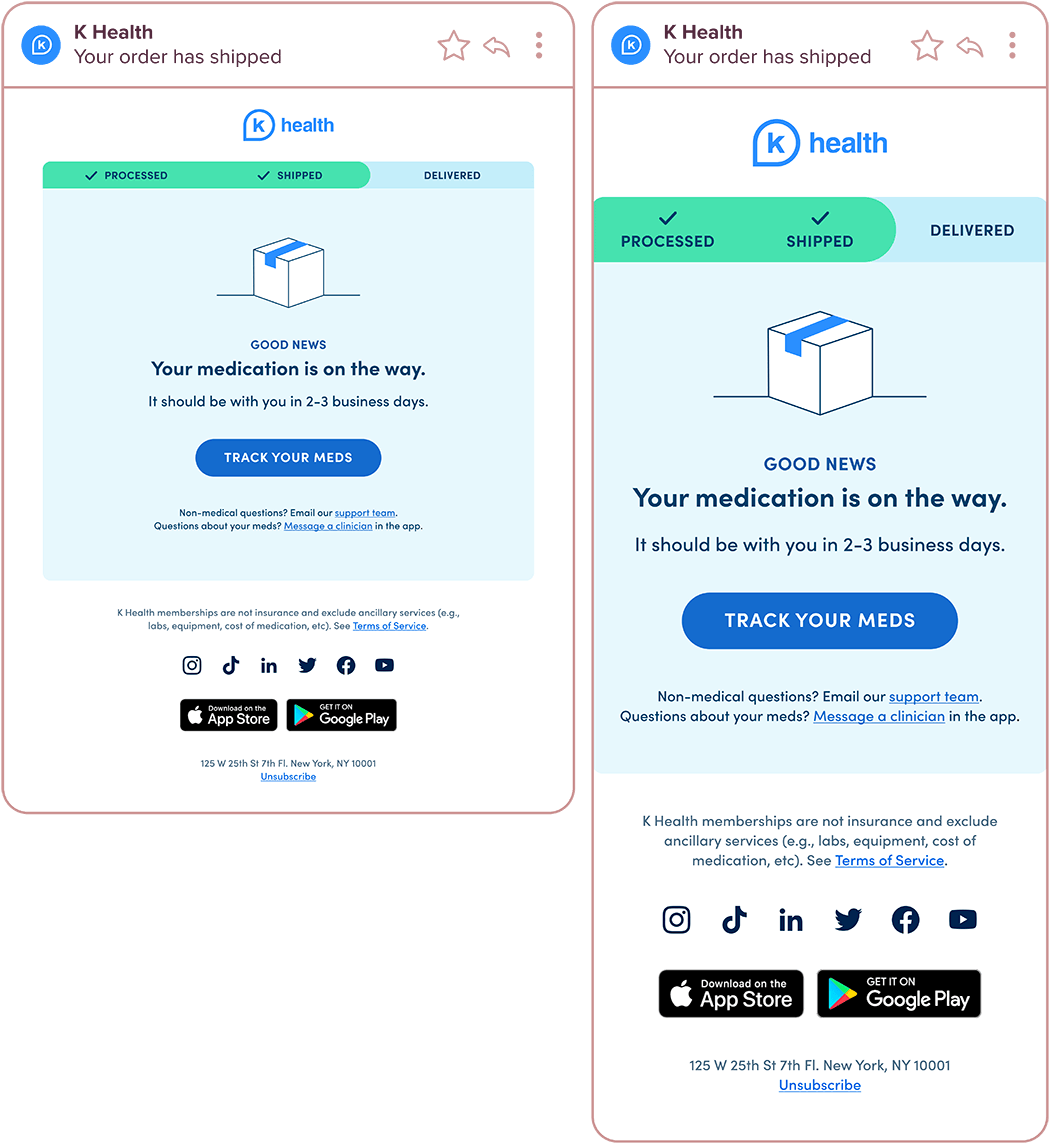 K Health
Your order has shipped
k health
PROCESSED SHIPPED DELIVERED
GOOD NEWS
Your medication is on the way.
It should be with you in 2-3 business days.
TRACK YOUR MEDS
Non-medical questions? Email our support team.
Questions about your meds? Message a clinician in the app.
K Health memberships are not insurance and exclude ancillary services (e.g.,
labs, equipment, cost of medication, etc). See Terms of Service.
Download on the
App Store
GET IT ON
Google Play
125 W 25th St 7th Fl. New York, NY 10001
Unsubscribe
K Health
Your order has shipped
k health
PROCESSED SHIPPED DELIVERED
GOOD NEWS
Your medication is on the way.
It should be with you in 2-3 business days.
TRACK YOUR MEDS
Non-medical questions? Email our support team.
Questions about your meds? Message a clinician in the app.
K Health memberships are not insurance and exclude
ancillary services (e.g., labs, equipment, cost of
medication, etc). See Terms of Service.
Download on the
App Store
GET IT ON
Google Play
125 W 25th St 7th Fl. New York, NY 10001
Unsubscribe